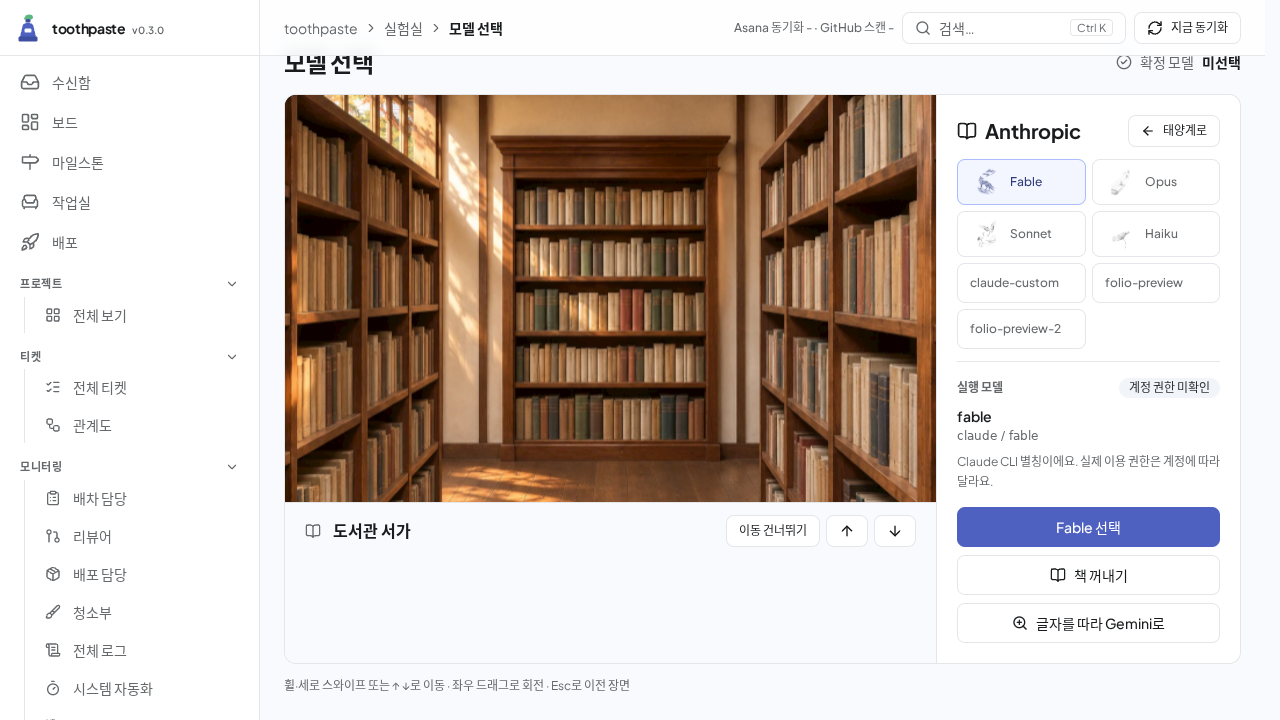 toothpaste v0.3.0
toothpaste > 실험실 > 모델 선택
Asana 동기화 - · GitHub 스캔 -
검색...
Ctrl K
지금 동기화
수신함
보드
마일스톤
작업실
배포
프로젝트
전체 보기
티켓
전체 티켓
관계도
모니터링
배차 담당
리뷰어
배포 담당
청소부
전체 로그
시스템 자동화
모델 선택
확정 모델 미선택
도서관 서가
이동 건너뛰기
휠·세로 스와이프 또는 ↑ ↓로 이동 · 좌우 드래그로 회전 · Esc로 이전 장면
Anthropic
태양계로
Fable
Opus
Sonnet
Haiku
claude-custom
folio-preview
folio-preview-2
실행 모델
계정 권한 미확인
fable
claude / fable
Claude CLI 별칭이에요. 실제 이용 권한은 계정에 따라
달라요.
Fable 선택
책 꺼내기
글자를 따라 Gemini로